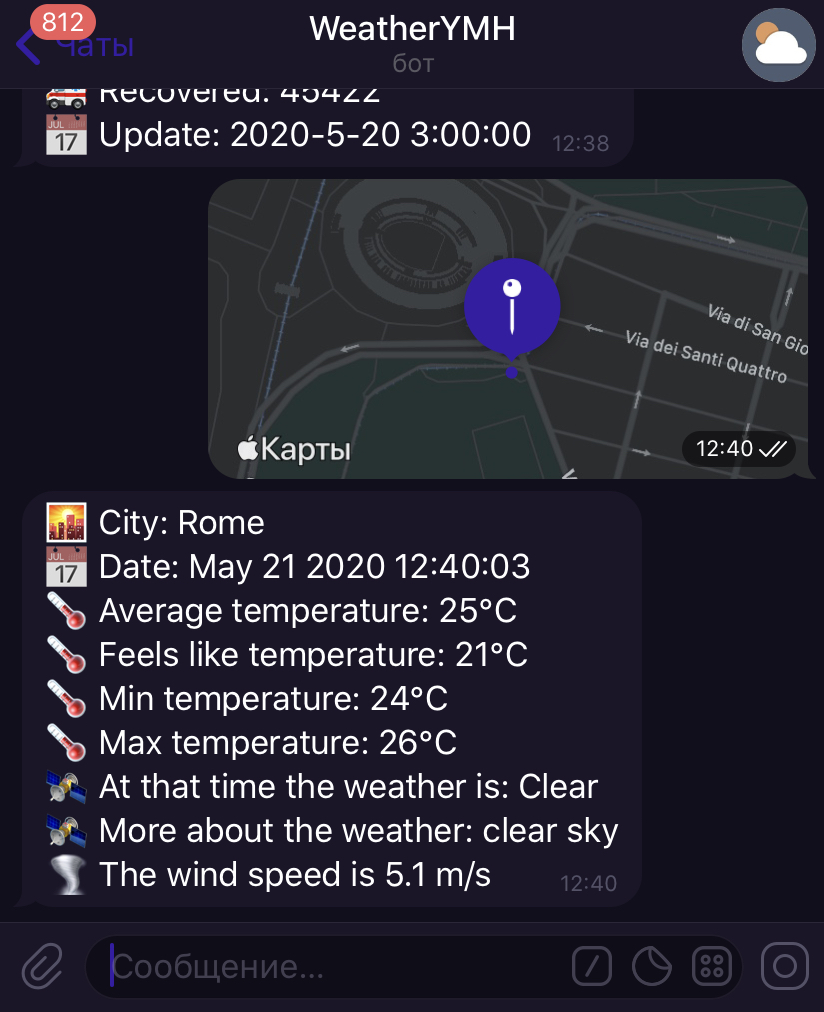 812
Чаты
WeatherYMH
бот
Recovered: 45422
Update: 2020-5-20 3:00:00
12:38
Via di San Gio
Via dei Santi Quattro
Карты
12:40
City: Rome
Date: May 21 2020 12:40:03
Average temperature: 25°C
Feels like temperature: 21°C
Min temperature: 24°C
Max temperature: 26°C
At that time the weather is: Clear
More about the weather: clear sky
The wind speed is 5.1 m/s
12:40
Сообщение...